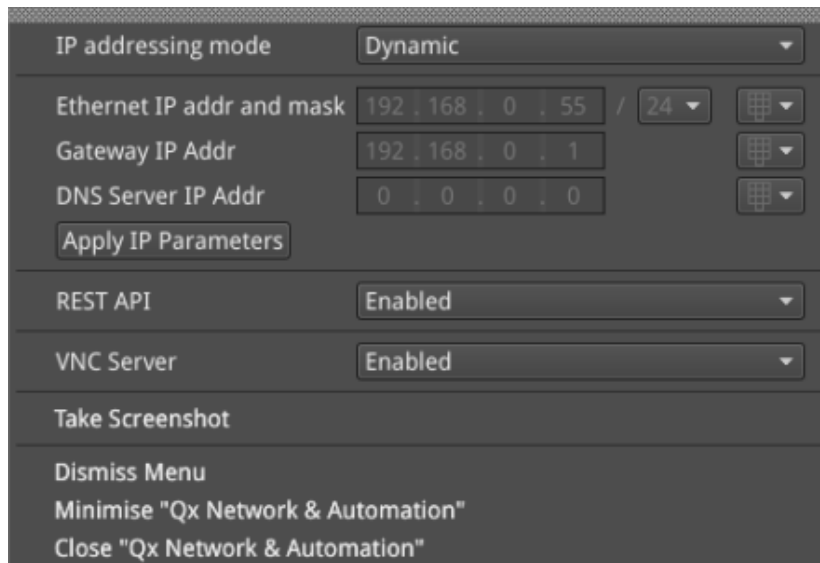 IP addressing mode Dynamic
Ethernet IP addr and mask 192 . 168 . 0 . 55 / 24
Gateway IP Addr 192 . 168 . 0 . 1
DNS Server IP Addr 0 . 0 . 0 . 0
Apply IP Parameters
REST API Enabled
VNC Server Enabled
Take Screenshot
Dismiss Menu
Minimise "Qx Network & Automation"
Close "Qx Network & Automation"